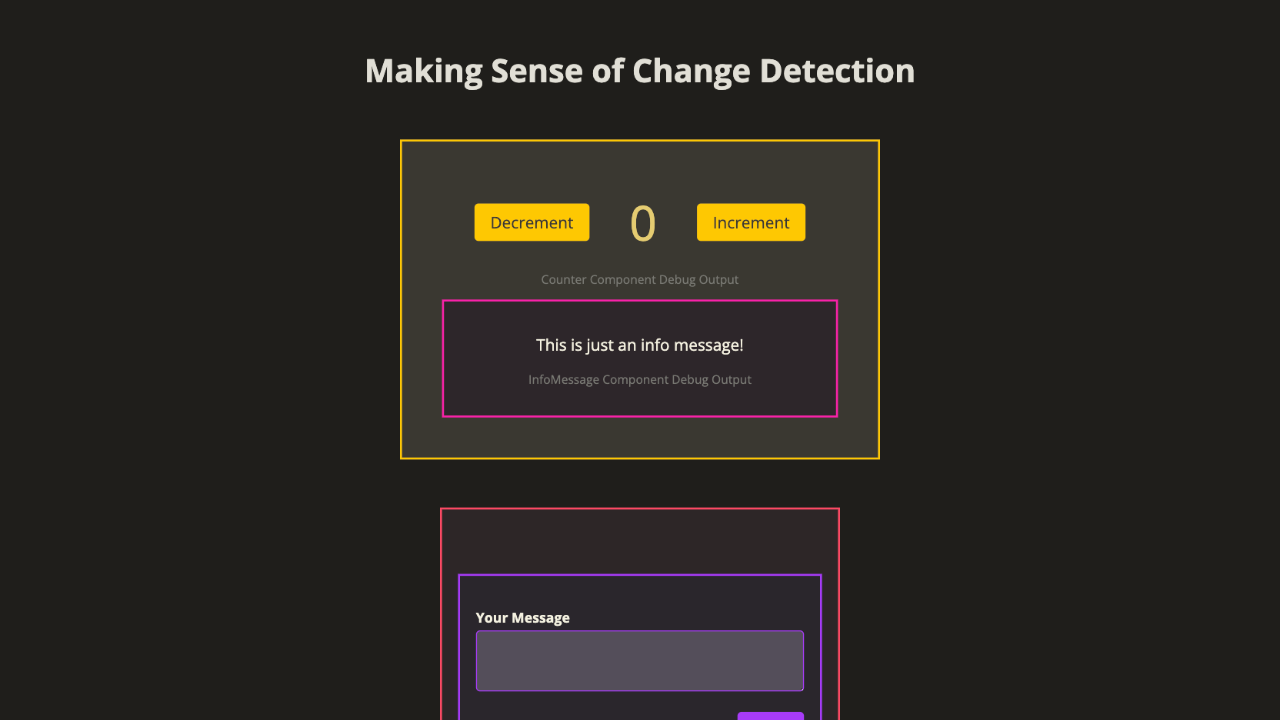 Making Sense of Change Detection
Decrement 0 Increment
Counter Component Debug Output
This is just an info message!
InfoMessage Component Debug Output
Your Message